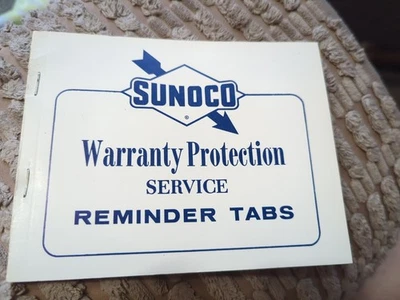 SUNOCO
®
Warranty Protection
SERVICE
REMINDER TABS